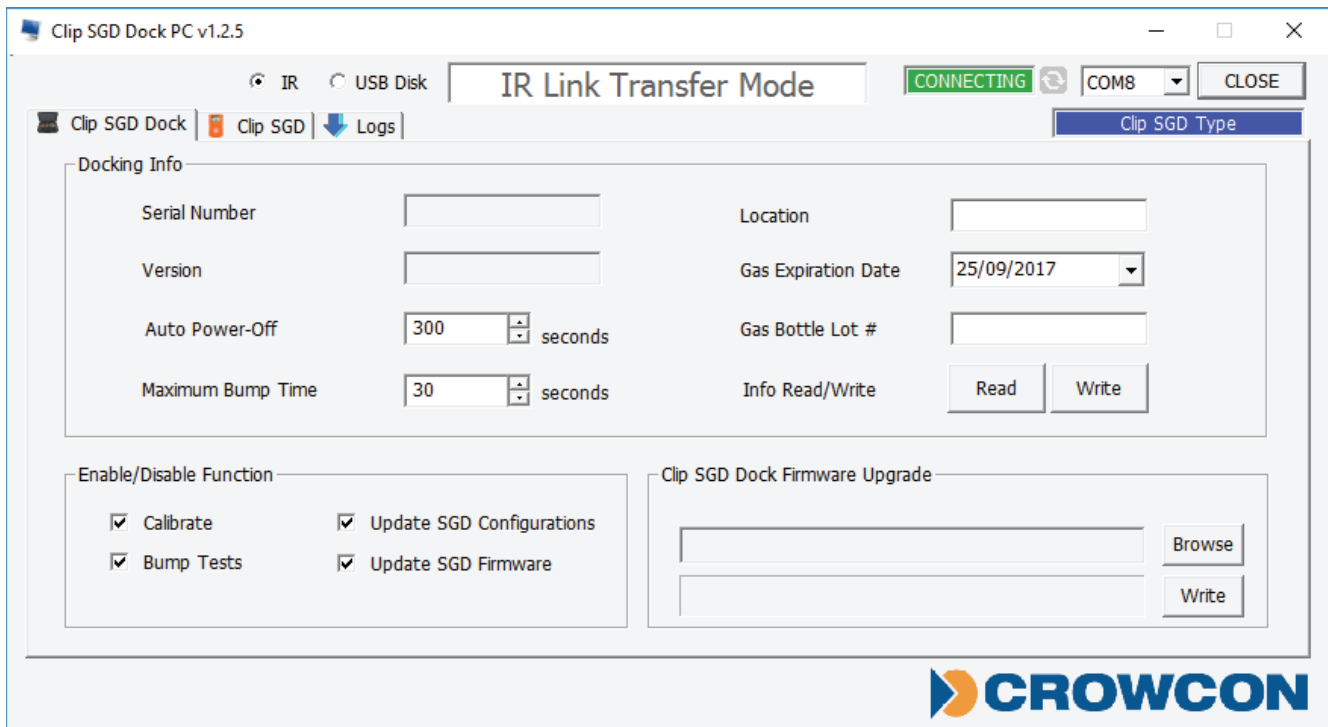 Clip SGD Dock PC v1.2.5
IR USB Disk IR Link Transfer Mode CONNECTING COM8 CLOSE
Clip SGD Dock Clip SGD Logs Clip SGD Type
Docking Info
Serial Number Location
Version Gas Expiration Date 25/09/2017
Auto Power-Off 300 seconds Gas Bottle Lot #
Maximum Bump Time 30 seconds Info Read/Write Read Write
Enable/Disable Function Clip SGD Dock Firmware Upgrade
Calibrate Update SGD Configurations
Browse
Bump Tests Update SGD Firmware
Write
CROWCON